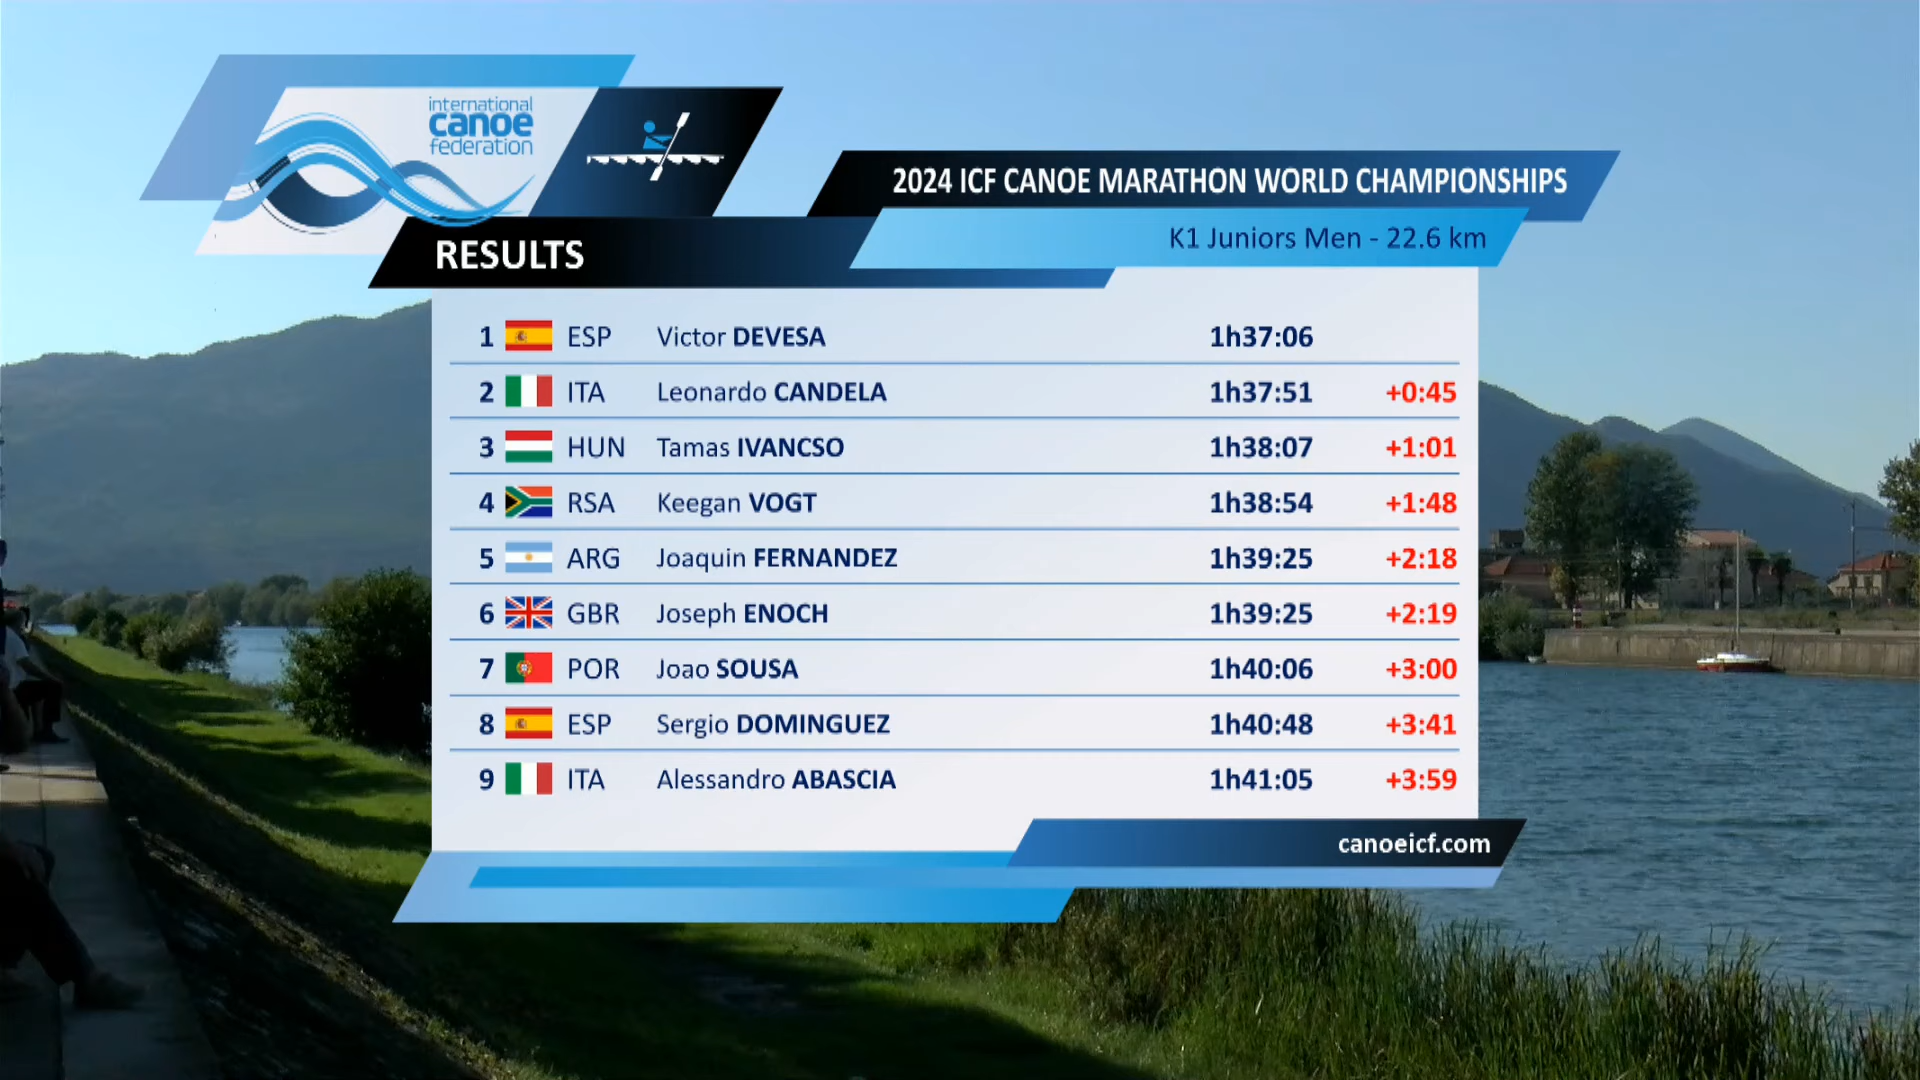 international
canoe
federation
2024 ICF CANOE MARATHON WORLD CHAMPIONSHIPS
K1 Juniors Men - 22.6 km
RESULTS
1 ESP Victor DEVESA 1h37:06
2 ITA Leonardo CANDELA 1h37:51 +0:45
3 HUN Tamas IVANCSO 1h38:07 +1:01
4 RSA Keegan VOGT 1h38:54 +1:48
5 ARG Joaquin FERNANDEZ 1h39:25 +2:18
6 GBR Joseph ENOCH 1h39:25 +2:19
7 POR Joao SOUSA 1h40:06 +3:00
8 ESP Sergio DOMINGUEZ 1h40:48 +3:41
9 ITA Alessandro ABASCIA 1h41:05 +3:59
canoeicf.com